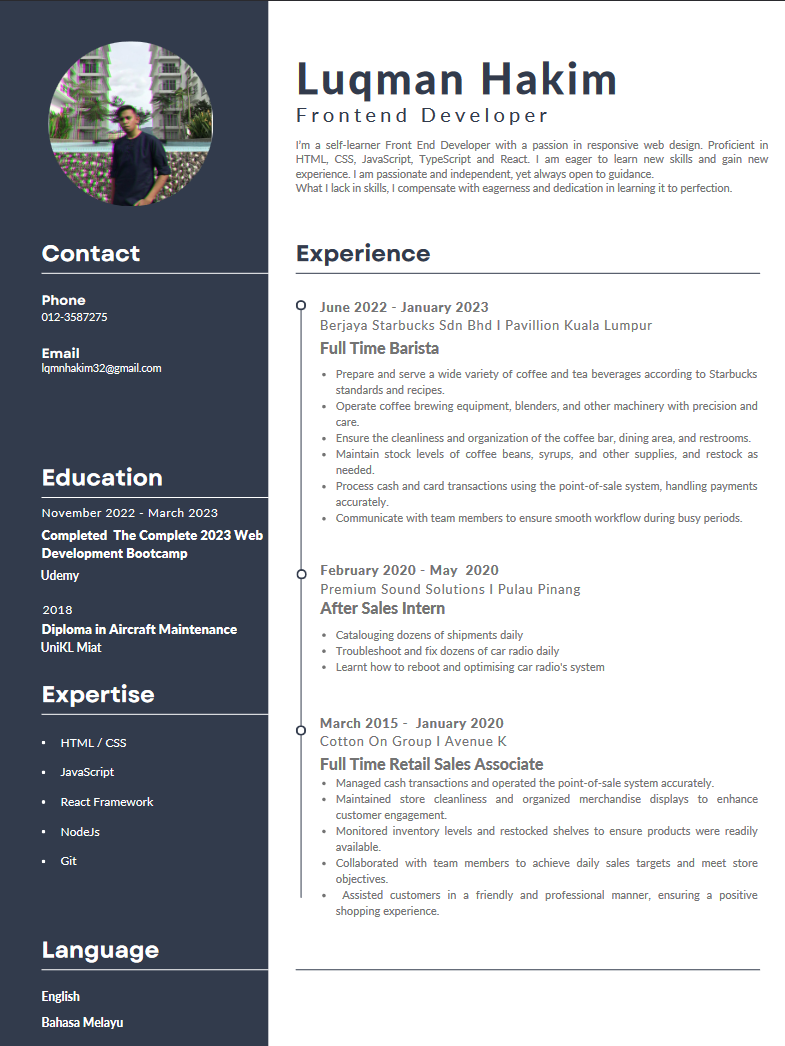 Luqman Hakim
Frontend Developer
I'm a self-learner Front End Developer with a passion in responsive web design. Proficient in
HTML, CSS, JavaScript, TypeScript and React. I am eager to learn new skills and gain new
experience. I am passionate and independent, yet always open to guidance.
What I lack in skills, I compensate with eagerness and dedication in learning it to perfection.
Contact
Phone
012-3587275
Email
lqmnhakim32@gmail.com
Education
November 2022 - March 2023
Completed The Complete 2023 Web
Development Bootcamp
Udemy
2018
Diploma in Aircraft Maintenance
UniKL Miat
Expertise
• HTML / CSS
• JavaScript
• React Framework
• NodeJs
• Git
Language
English
Bahasa Melayu
Experience
June 2022 - January 2023
Berjaya Starbucks Sdn Bhd I Pavillion Kuala Lumpur
Full Time Barista
• Prepare and serve a wide variety of coffee and tea beverages according to Starbucks
standards and recipes.
• Operate coffee brewing equipment, blenders, and other machinery with precision and
care.
• Ensure the cleanliness and organization of the coffee bar, dining area, and restrooms.
• Maintain stock levels of coffee beans, syrups, and other supplies, and restock as
needed.
• Process cash and card transactions using the point-of-sale system, handling payments
accurately.
• Communicate with team members to ensure smooth workflow during busy periods.
February 2020 - May 2020
Premium Sound Solutions I Pulau Pinang
After Sales Intern
• Catalouging dozens of shipments daily
• Troubleshoot and fix dozens of car radio daily
• Learnt how to reboot and optimising car radio's system
March 2015 - January 2020
Cotton On Group I Avenue K
Full Time Retail Sales Associate
• Managed cash transactions and operated the point-of-sale system accurately.
• Maintained store cleanliness and organized merchandise displays to enhance
customer engagement.
• Monitored inventory levels and restocked shelves to ensure products were readily
available.
• Collaborated with team members to achieve daily sales targets and meet store
objectives.
• Assisted customers in a friendly and professional manner, ensuring a positive
shopping experience.